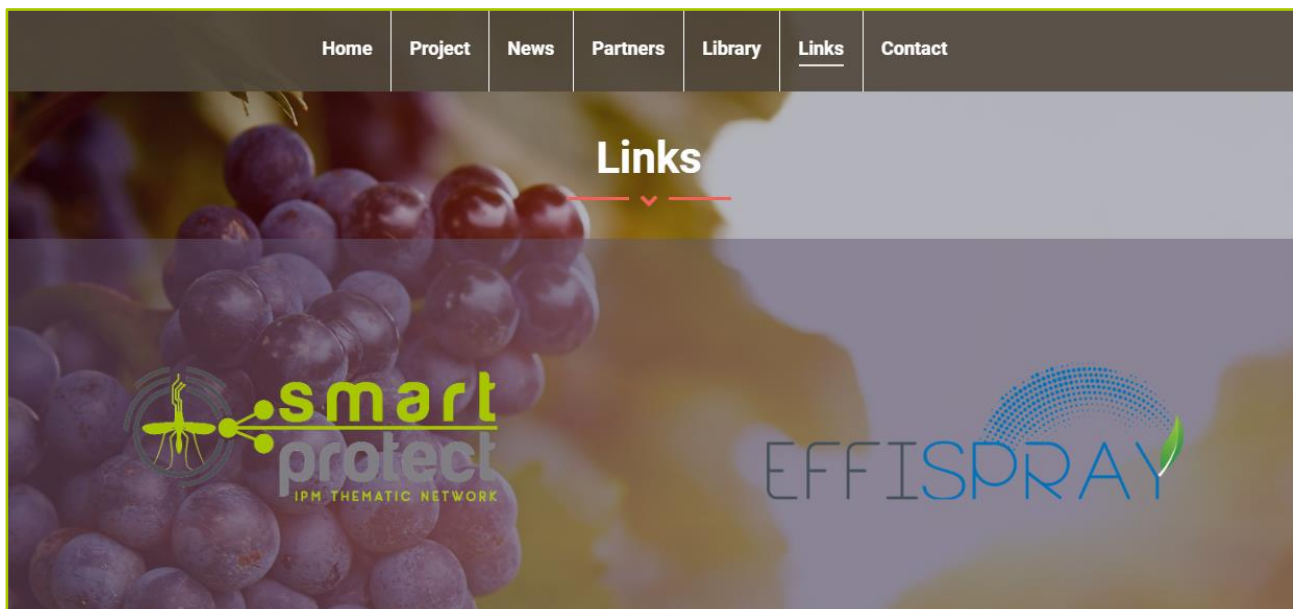 Home Project News Partners Library Links Contact
Links
smart
protect
IPM THEMATIC NETWORK
EFFISPRAY